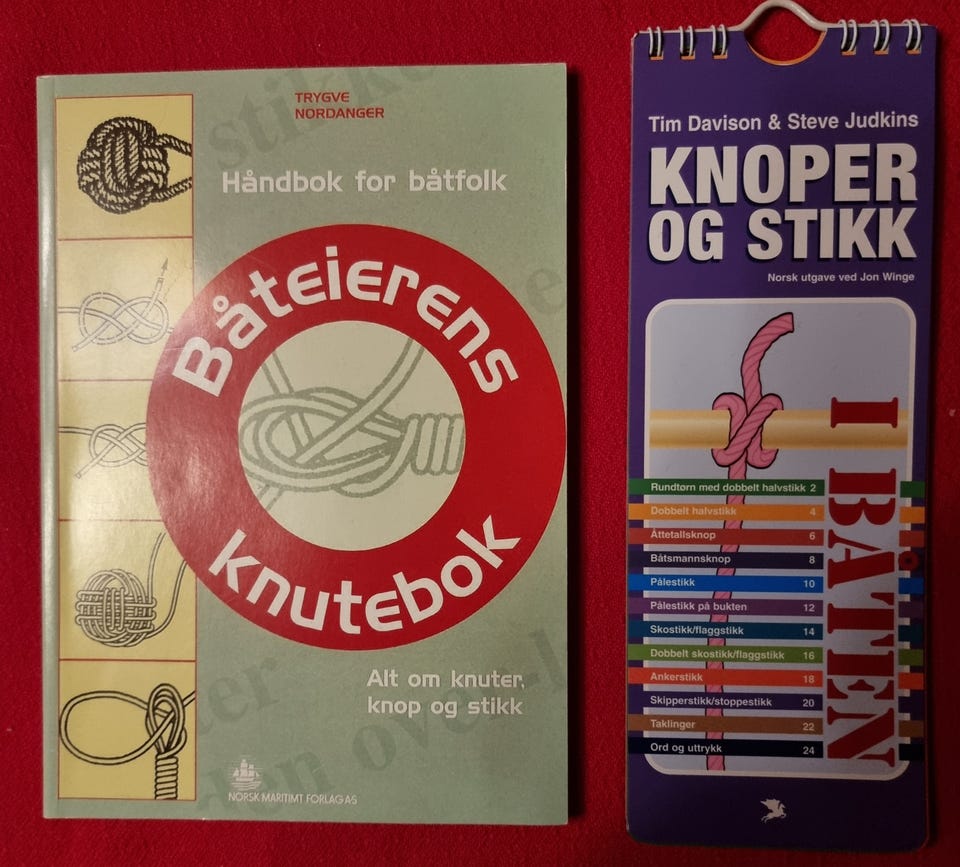 stikke
TRYGVE
NORDANGER
Håndbok for båtfolk
Båteierens
knutebok
Alt om knuter,
knop og stikk
NORSK MARITIMT FORLAG A·S
Tim Davison & Steve Judkins
KNOPER
OG STIKK
Norsk utgave ved Jon Winge
I BÅTEN
Rundtørn med dobbelt halvstikk 2
Dobbelt halvstikk 4
Åttetallsknop 6
Båtsmannsknop 8
Pålestikk 10
Pålestikk på bukten 12
Skostikk/flaggstikk 14
Dobbelt skostikk/flaggstikk 16
Ankerstikk 18
Skipperstikk/stoppestikk 20
Taklinger 22
Ord og uttrykk 24